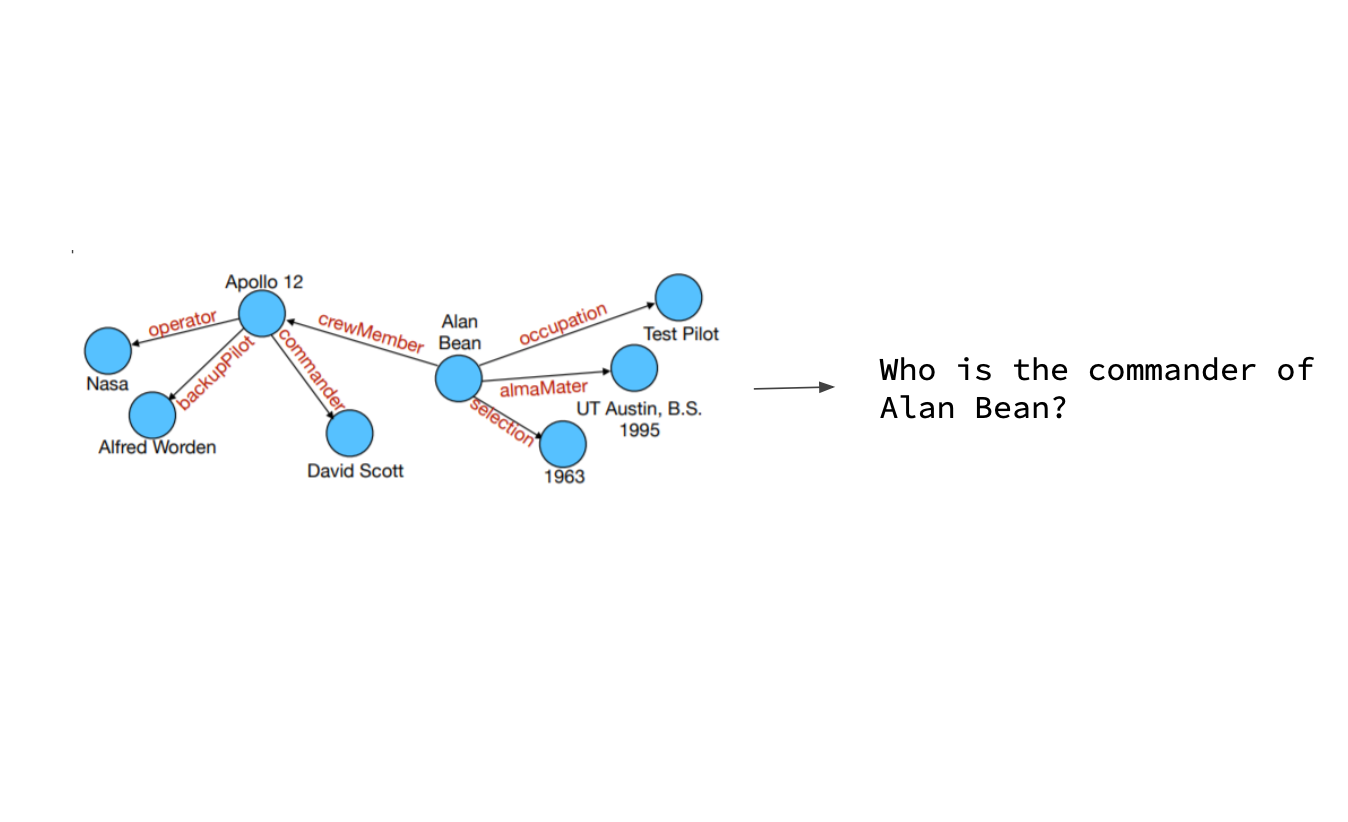 Apollo 12
operator
crewMember
Alan
Bean
occupation
Test Pilot
Nasa
backupPilot
commander
almaMater
UT Austin, B.S.
1995
selection
Alfred Worden
David Scott
1963
Who is the commander of
Alan Bean?